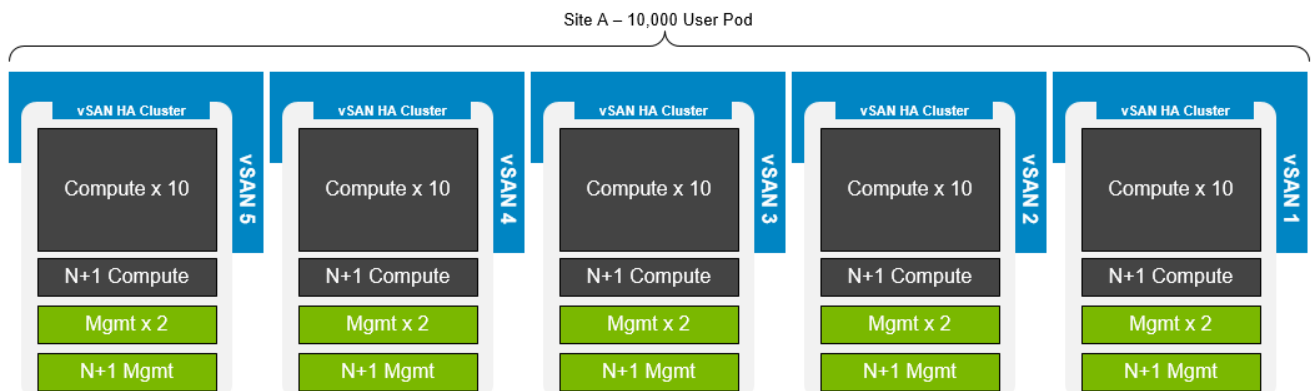 Site A – 10,000 User Pod
vSAN HA Cluster
Compute x 10
N+1 Compute
Mgmt x 2
N+1 Mgmt
vSAN 5
vSAN HA Cluster
Compute x 10
N+1 Compute
Mgmt x 2
N+1 Mgmt
vSAN 4
vSAN HA Cluster
Compute x 10
N+1 Compute
Mgmt x 2
N+1 Mgmt
vSAN 3
vSAN HA Cluster
Compute x 10
N+1 Compute
Mgmt x 2
N+1 Mgmt
vSAN 2
vSAN HA Cluster
Compute x 10
N+1 Compute
Mgmt x 2
N+1 Mgmt
vSAN 1